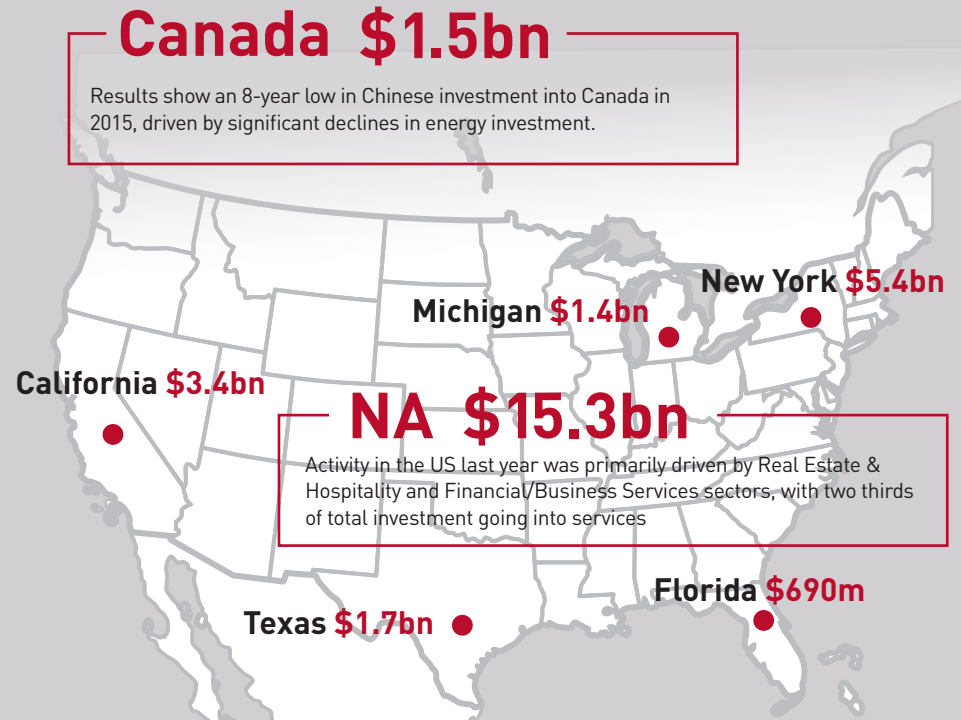 Canada $1.5bn
Results show an 8-year low in Chinese investment into Canada in
2015, driven by significant declines in energy investment.
New York $5.4bn
Michigan $1.4bn
California $3.4bn
NA $15.3bn
Activity in the US last year was primarily driven by Real Estate &
Hospitality and Financial/Business Services sectors, with two thirds
of total investment going into services
Florida $690m
Texas $1.7bn